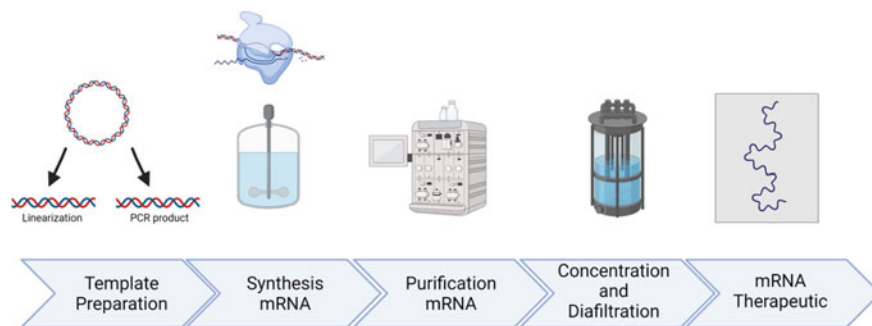 Linearization
PCR product
Template
Preparation
Synthesis
mRNA
Purification
mRNA
Concentration
and
Diafiltration
mRNA
Therapeutic